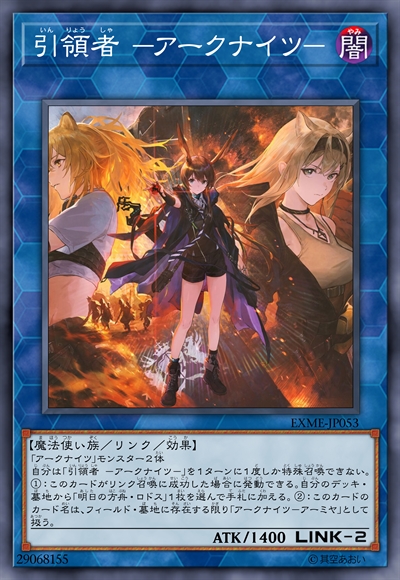 引領者 －アークナイツ－ 闇
EXME-JP053
【魔法使い族／リンク／効果】
「アークナイツ」モンスター２体
自分は「引領者 －アークナイツ－」を１ターンに１度しか特殊召喚できない。
①：このカードがリンク召喚に成功した場合に発動できる。自分のデッキ・
墓地から「明日の方舟・ロドス」１枚を選んで手札に加える。②：このカードの
カード名は、フィールド・墓地に存在する限り「アークナイツーアーミヤ」として
扱う。
ATK/1400 LINK-2
29068155